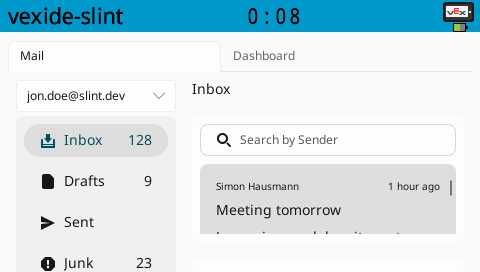 vexide-slint 0:08 VEX
Mail Dashboard
jon.doe@slint.dev Inbox
Inbox 128
Search by Sender
Drafts 9
Simon Hausmann 1 hour ago
Meeting tomorrow
Sent
Junk 23